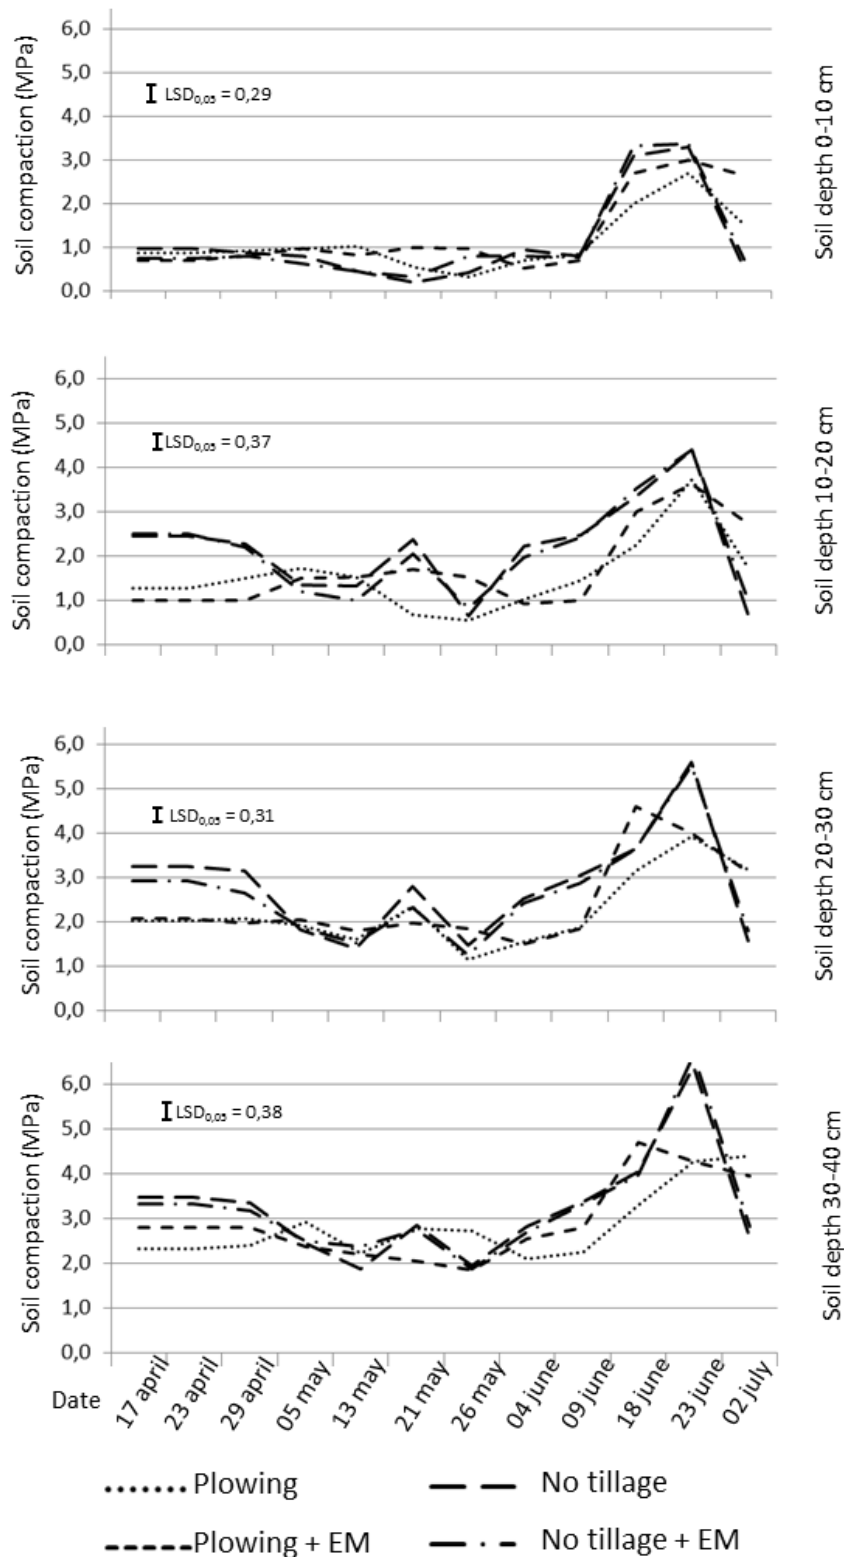 6,0
5,0
4,0
3,0
2,0
1,0
0,0
Soil compaction (MPa)
LSD0,05 = 0,29
Soil depth 0-10 cm
6,0
5,0
4,0
3,0
2,0
1,0
0,0
Soil compaction (MPa)
LSD0,05 = 0,37
Soil depth 10-20 cm
6,0
5,0
4,0
3,0
2,0
1,0
0,0
Soil compaction (MPa)
LSD0,05 = 0,31
Soil depth 20-30 cm
6,0
5,0
4,0
3,0
2,0
1,0
0,0
Soil compaction (MPa)
LSD0,05 = 0,38
Soil depth 30-40 cm
Date
17 april
23 april
29 april
05 may
13 may
21 may
26 may
04 june
09 june
18 june
23 june
02 july
Plowing
No tillage
Plowing + EM
No tillage + EM